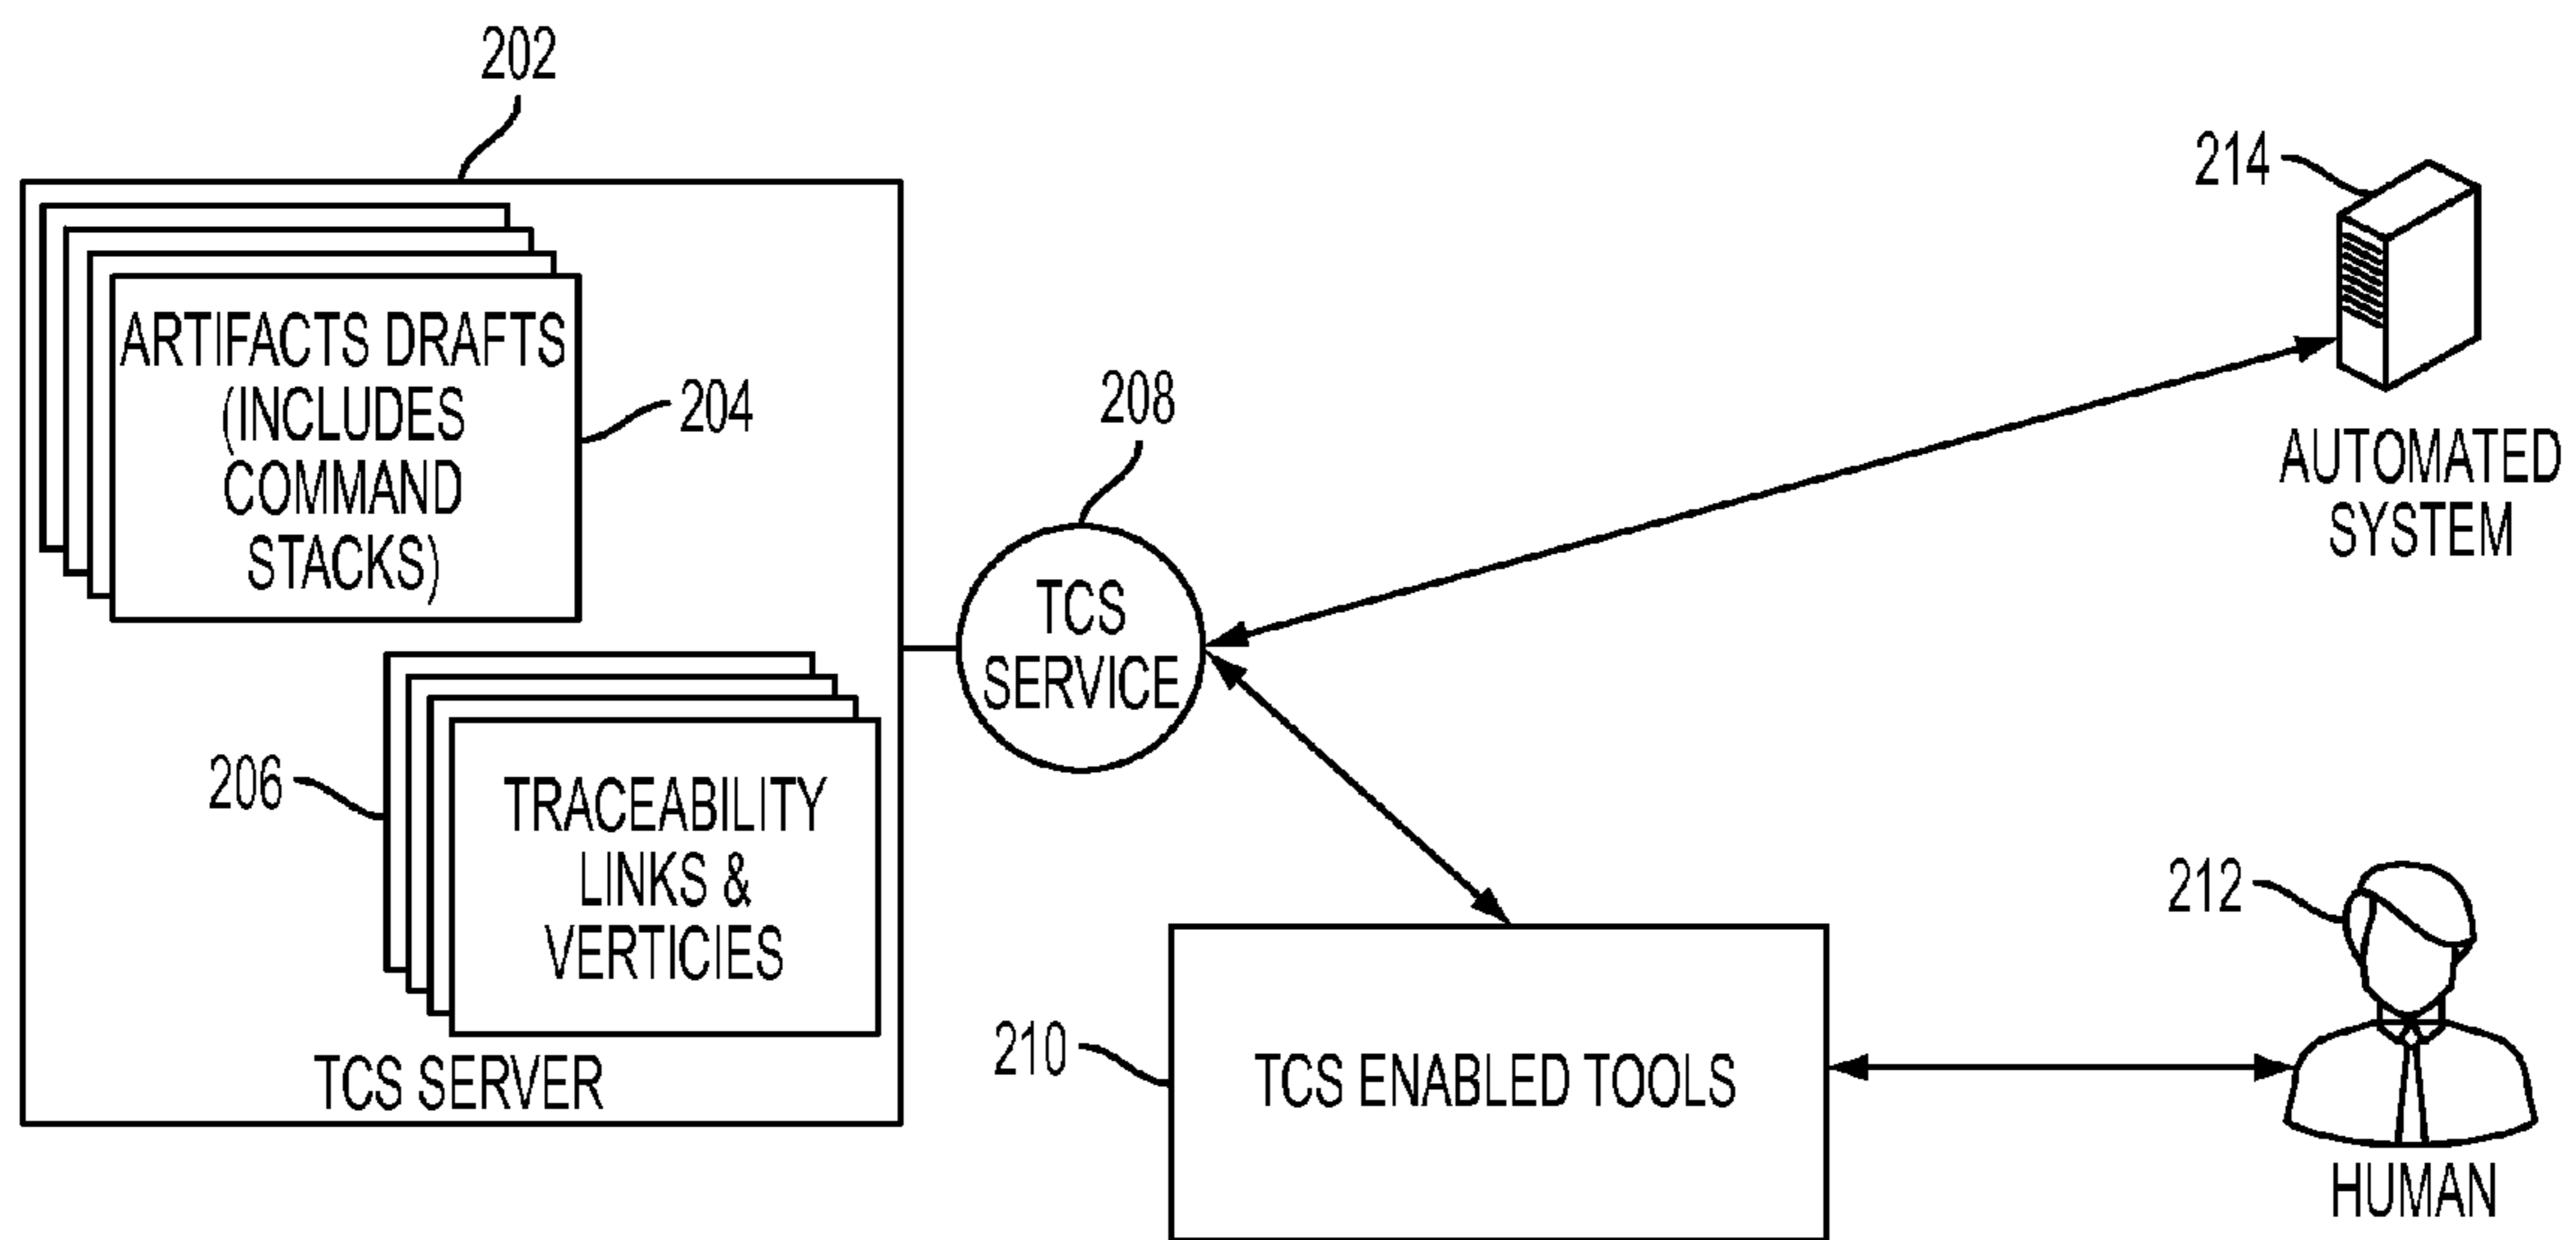 202
214
ARTIFACTS DRAFTS
(INCLUDES
COMMAND
STACKS)
204
208
AUTOMATED
SYSTEM
TCS
SERVICE
206
TRACEABILITY
LINKS &
VERTICIES
212
210
TCS ENABLED TOOLS
TCS SERVER
HUMAN